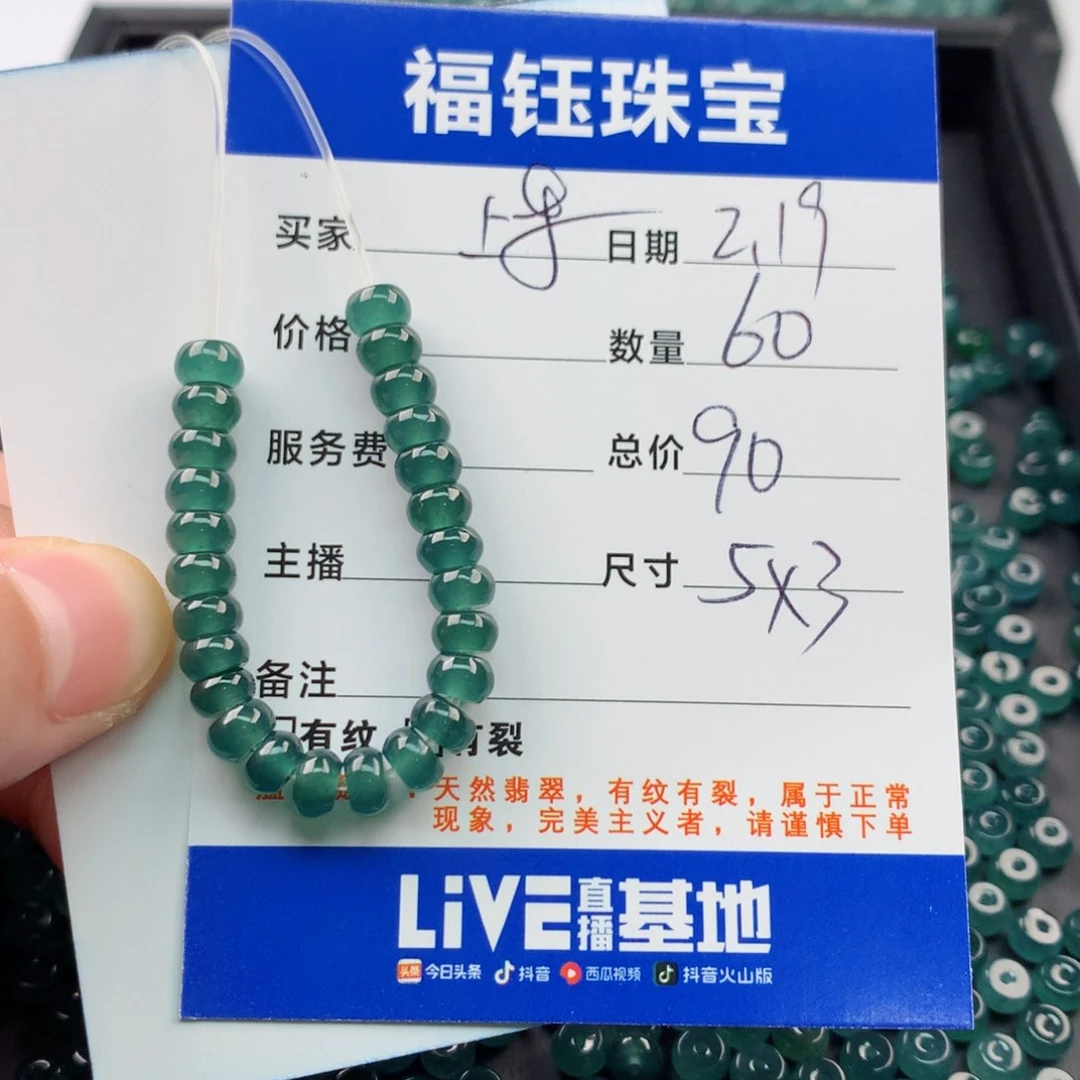 福钰珠宝
买家 1号 日期 2.19
价格 数量 60
服务费 总价 90
主播 尺寸 5X3
备注
有纹 有裂
天然翡翠，有纹有裂，属于正常
现象，完美主义者，请谨慎下单
LiVE直播基地
头条 今日头条 抖音 西瓜视频 抖音火山版